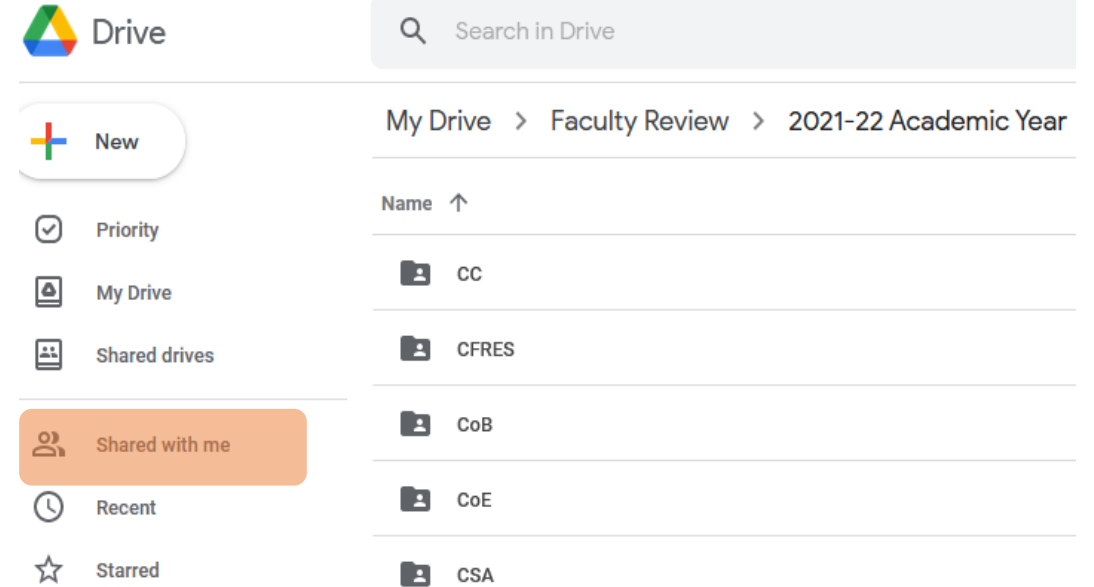 Drive
Search in Drive
New
Priority
My Drive
Shared drives
Shared with me
Recent
Starred
My Drive > Faculty Review > 2021-22 Academic Year
Name ↑
CC
CFRES
CoB
CoE
CSA